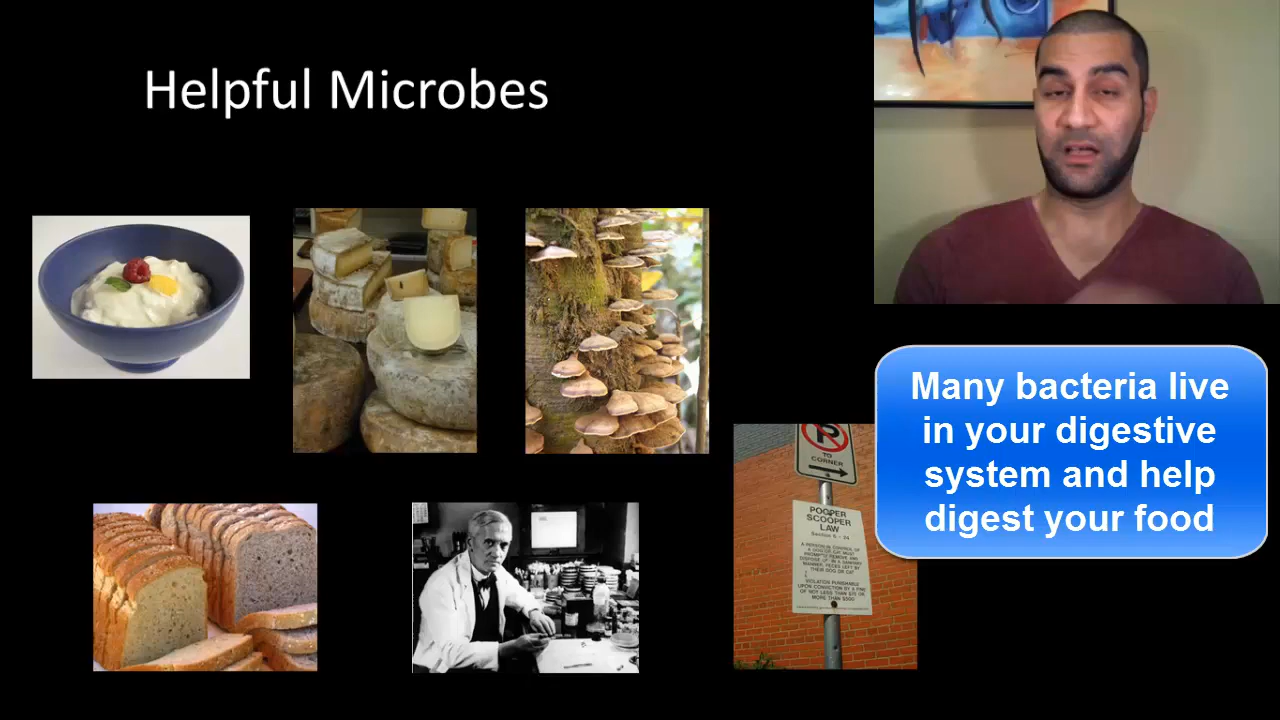 Helpful Microbes
Many bacteria live
in your digestive
system and help
digest your food
TO
CORNER
POOPER
SCOOPER
LAW